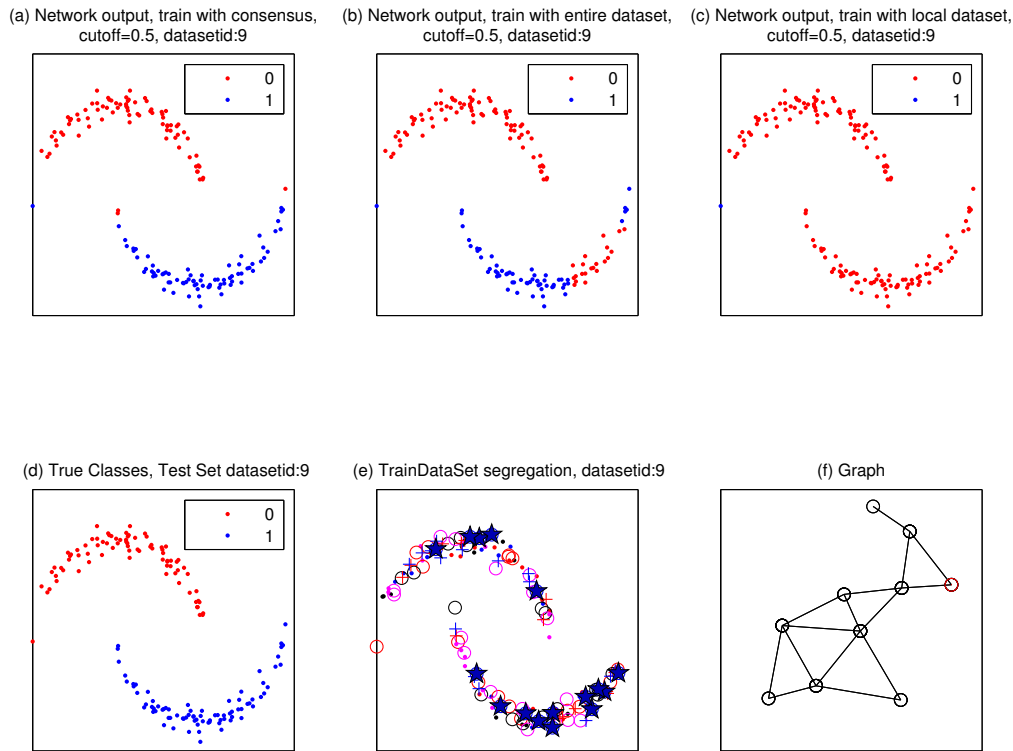 (a) Network output, train with consensus,
cutoff=0.5, datasetid:9
(b) Network output, train with entire dataset,
cutoff=0.5, datasetid:9
(c) Network output, train with local dataset,
cutoff=0.5, datasetid:9
0
1
0
1
0
1
(d) True Classes, Test Set datasetid:9
(e) TrainDataSet segregation, datasetid:9
(f) Graph
0
1